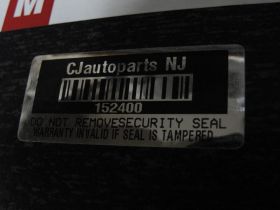 M
CJautoparts NJ
152400
DO NOT REMOVESECURITY SEAL
WARRANTY INVALID IF SEAL IS TAMPERED